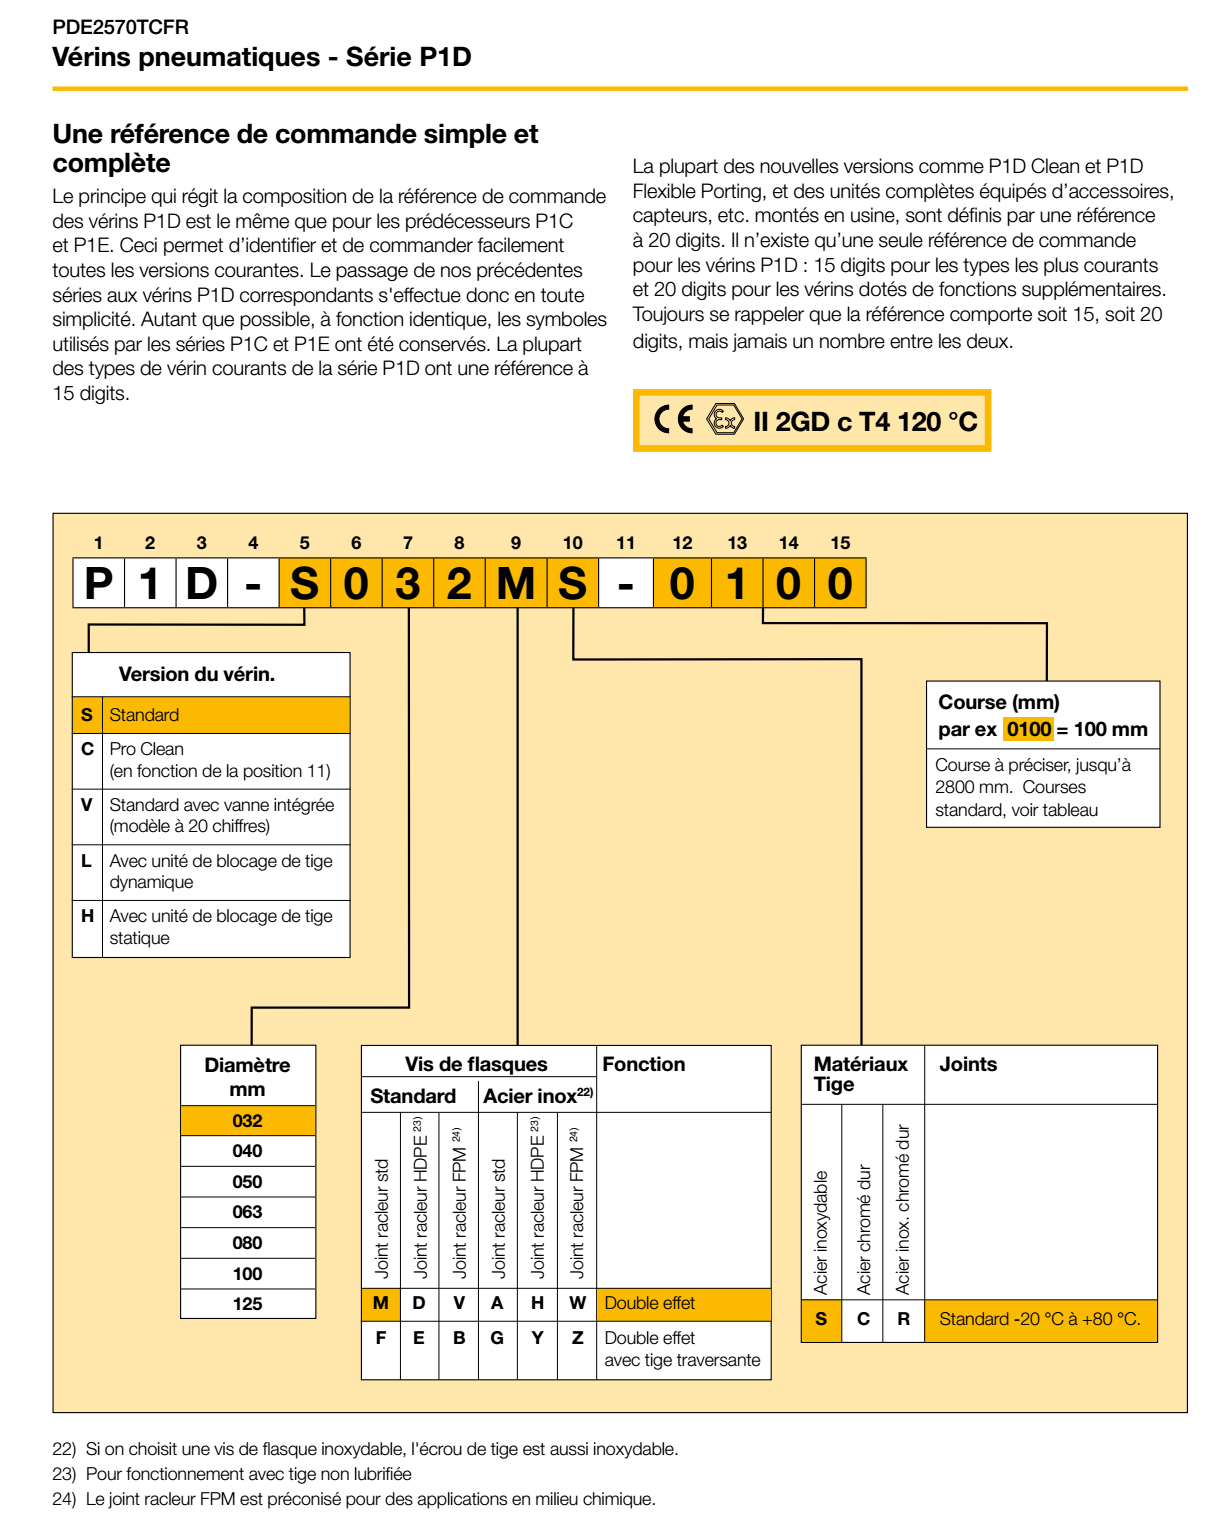 PDE2570TCFR
Vérins pneumatiques - Série P1D
Une référence de commande simple et
complète
Le principe qui régit la composition de la référence de commande
des vérins P1D est le même que pour les prédécesseurs P1C
et P1E. Ceci permet d'identifier et de commander facilement
toutes les versions courantes. Le passage de nos précédentes
séries aux vérins P1D correspondants s'effectue donc en toute
simplicité. Autant que possible, à fonction identique, les symboles
utilisés par les séries P1C et P1E ont été conservés. La plupart
des types de vérin courants de la série P1D ont une référence à
15 digits.
La plupart des nouvelles versions comme P1D Clean et P1D
Flexible Porting, et des unités complètes équipés d'accessoires,
capteurs, etc. montés en usine, sont définis par une référence
à 20 digits. Il n'existe qu'une seule référence de commande
pour les vérins P1D : 15 digits pour les types les plus courants
et 20 digits pour les vérins dotés de fonctions supplémentaires.
Toujours se rappeler que la référence comporte soit 15, soit 20
digits, mais jamais un nombre entre les deux.
CE Ex II 2GD c T4 120 °C
1 2 3 4 5 6 7 8 9 10 11 12 13 14 15
P 1 D - S 0 3 2 M S - 0 1 0 0
Version du vérin.
S Standard
C Pro Clean
(en fonction de la position 11)
V Standard avec vanne intégrée
(modèle à 20 chiffres)
L Avec unité de blocage de tige
dynamique
H Avec unité de blocage de tige
statique
Course (mm)
par ex 0100 = 100 mm
Course à préciser, jusqu'à
2800 mm. Courses
standard, voir tableau
Diamètre
mm
032
040
050
063
080
100
125
Vis de flasques Fonction
Standard Acier inox22)
Joint racleur std
Joint racleur HDPE 23)
Joint racleur FPM 24)
Joint racleur std
Joint racleur HDPE 23)
Joint racleur FPM 24)
M D V A H W Double effet
F E B G Y Z Double effet
avec tige traversante
Matériaux Joints
Tige
Acier inoxydable
Acier chromé dur
Acier inox. chromé dur
S C R Standard -20 °C à +80 °C.
22) Si on choisit une vis de flasque inoxydable, l'écrou de tige est aussi inoxydable.
23) Pour fonctionnement avec tige non lubrifiée
24) Le joint racleur FPM est préconisé pour des applications en milieu chimique.